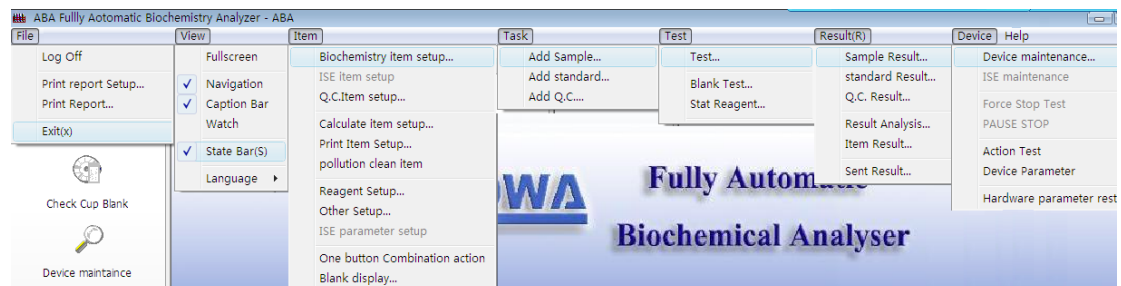 ABA Fullly Aotomatic Biochemistry Analyzer - ABA
File
View
Item
Task
Test
Result(R)
Device
Help
Log Off
Print report Setup...
Print Report...
Exit(x)
Fullscreen
Navigation
Caption Bar
Watch
State Bar(S)
Language
Biochemistry item setup...
ISE item setup
Q.C.Item setup...
Calculate item setup...
Print Item Setup...
pollution clean item
Reagent Setup...
Other Setup...
ISE parameter setup
One button Combination action
Blank display...
Add Sample...
Add standard...
Add Q.C....
Test...
Blank Test...
Stat Reagent...
Sample Result...
standard Result...
Q.C. Result...
Result Analysis...
Item Result...
Sent Result...
Device maintenance...
ISE maintenance
Force Stop Test
PAUSE STOP
Action Test
Device Parameter
Hardware parameter rest
Check Cup Blank
Device maintaince
OWA
Fully Automatic
Biochemical Analyser